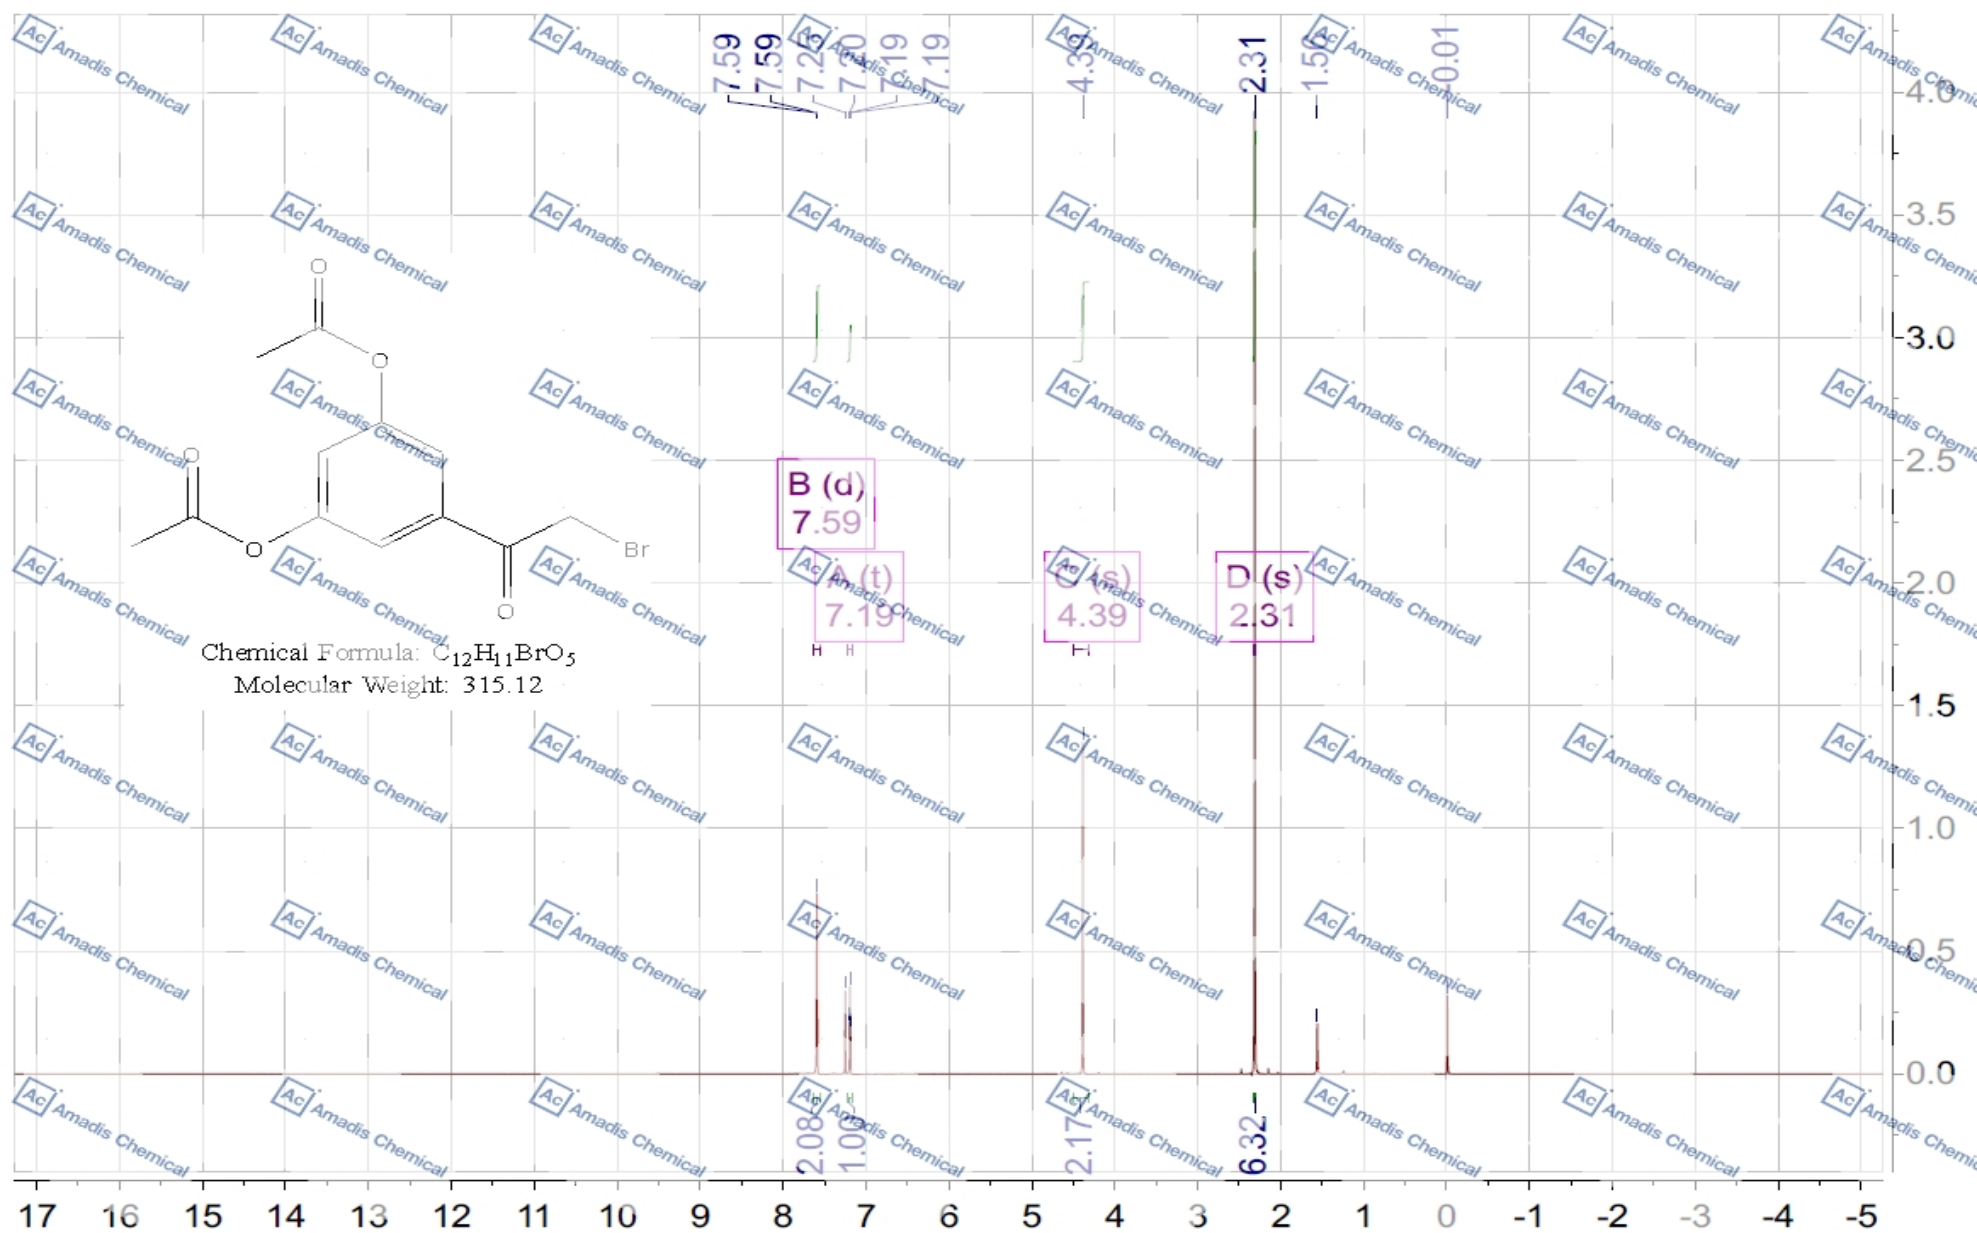 7.59 7.59 7.25 7.20 7.19 7.19 4.39 2.31 1.56 -0.01
4.0
3.5
3.0
2.5
2.0
1.5
1.0
0.5
0.0
O
O
O
O
Br
O
Chemical Formula: C12H11BrO5
Molecular Weight: 315.12
B (d)
7.59
A (t)
7.19
C (s)
4.39
D (s)
2.31
2.08 1.00 2.17 6.32
17 16 15 14 13 12 11 10 9 8 7 6 5 4 3 2 1 0 -1 -2 -3 -4 -5
Ac Amadis Chemical